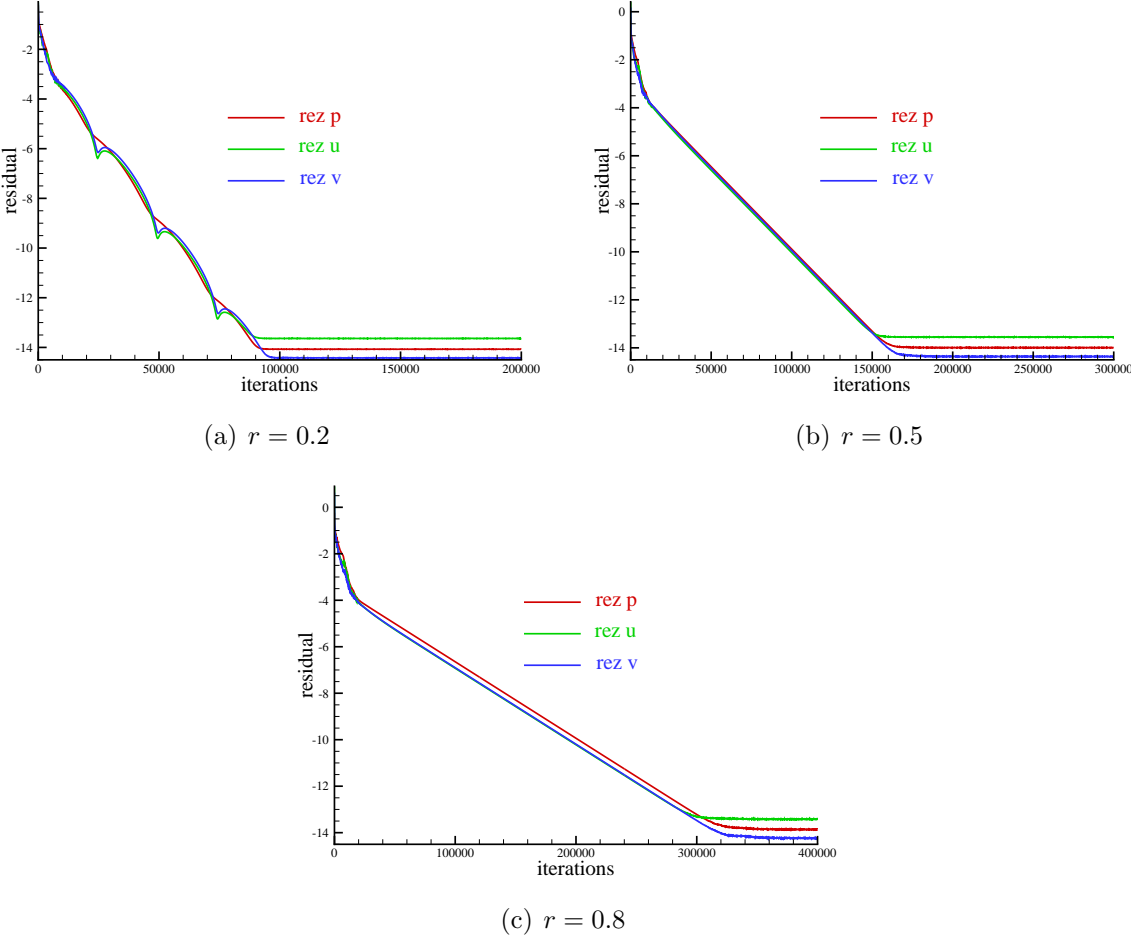 -2
-4
-6
-8
-10
-12
-14
residual
0
50000
100000
150000
200000
iterations
rez p
rez u
rez v
(a) r = 0.2
0
-2
-4
-6
-8
-10
-12
-14
residual
0
50000
100000
150000
200000
250000
300000
iterations
rez p
rez u
rez v
(b) r = 0.5
0
-2
-4
-6
-8
-10
-12
-14
residual
0
100000
200000
300000
400000
iterations
rez p
rez u
rez v
(c) r = 0.8